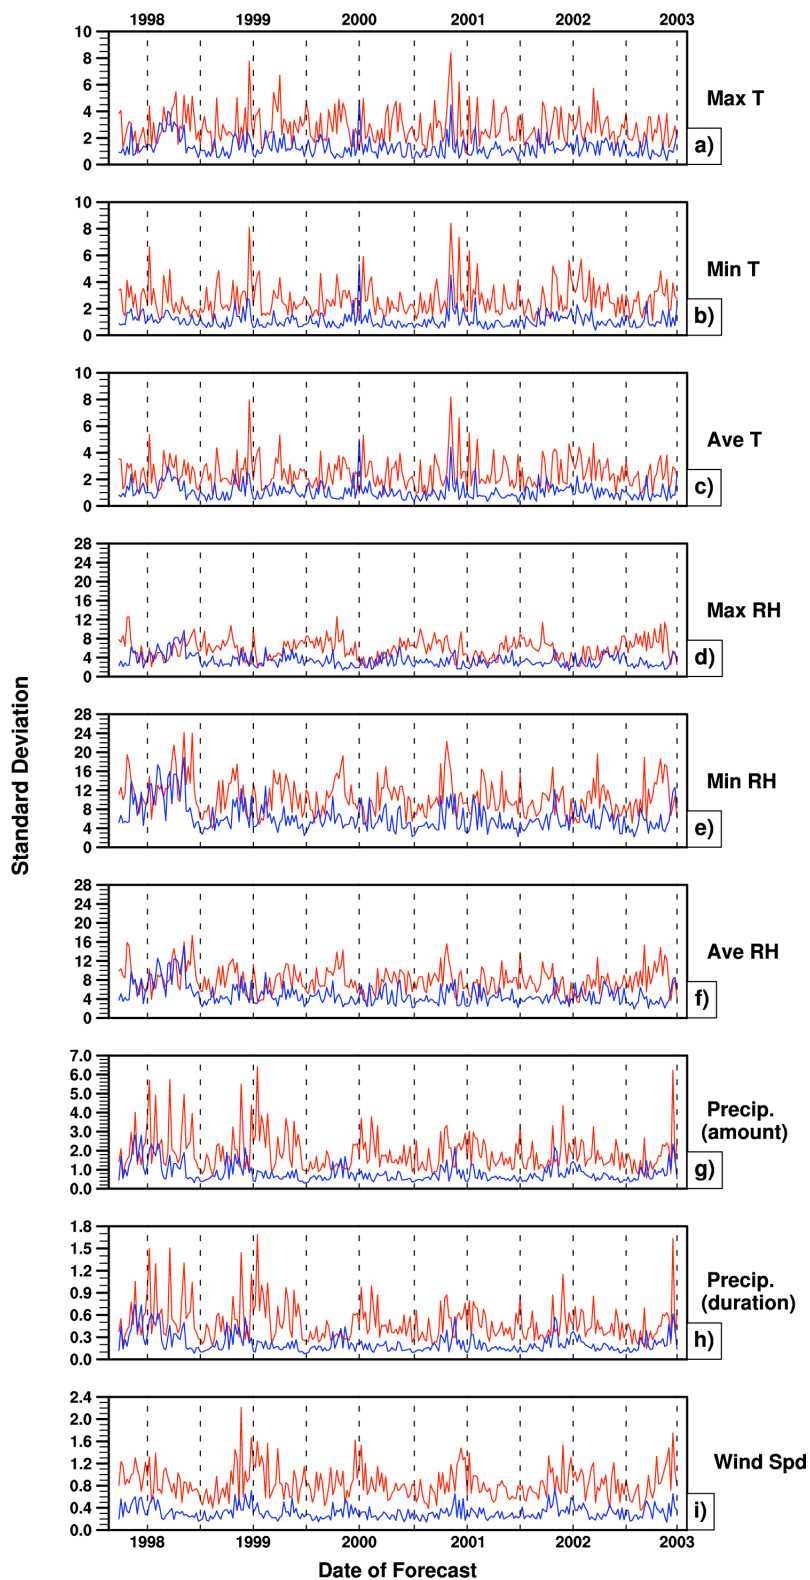 1998 1999 2000 2001 2002 2003
10
8
6
4
2
0
Max T
a)
10
8
6
4
2
0
Min T
b)
10
8
6
4
2
0
Ave T
c)
28
24
20
16
12
8
4
0
Max RH
d)
Standard Deviation
28
24
20
16
12
8
4
0
Min RH
e)
28
24
20
16
12
8
4
0
Ave RH
f)
7.0
6.0
5.0
4.0
3.0
2.0
1.0
0.0
Precip.
(amount)
g)
1.8
1.5
1.2
0.9
0.6
0.3
0.0
Precip.
(duration)
h)
2.4
2.0
1.6
1.2
0.8
0.4
0.0
Wind Spd
i)
1998 1999 2000 2001 2002 2003
Date of Forecast